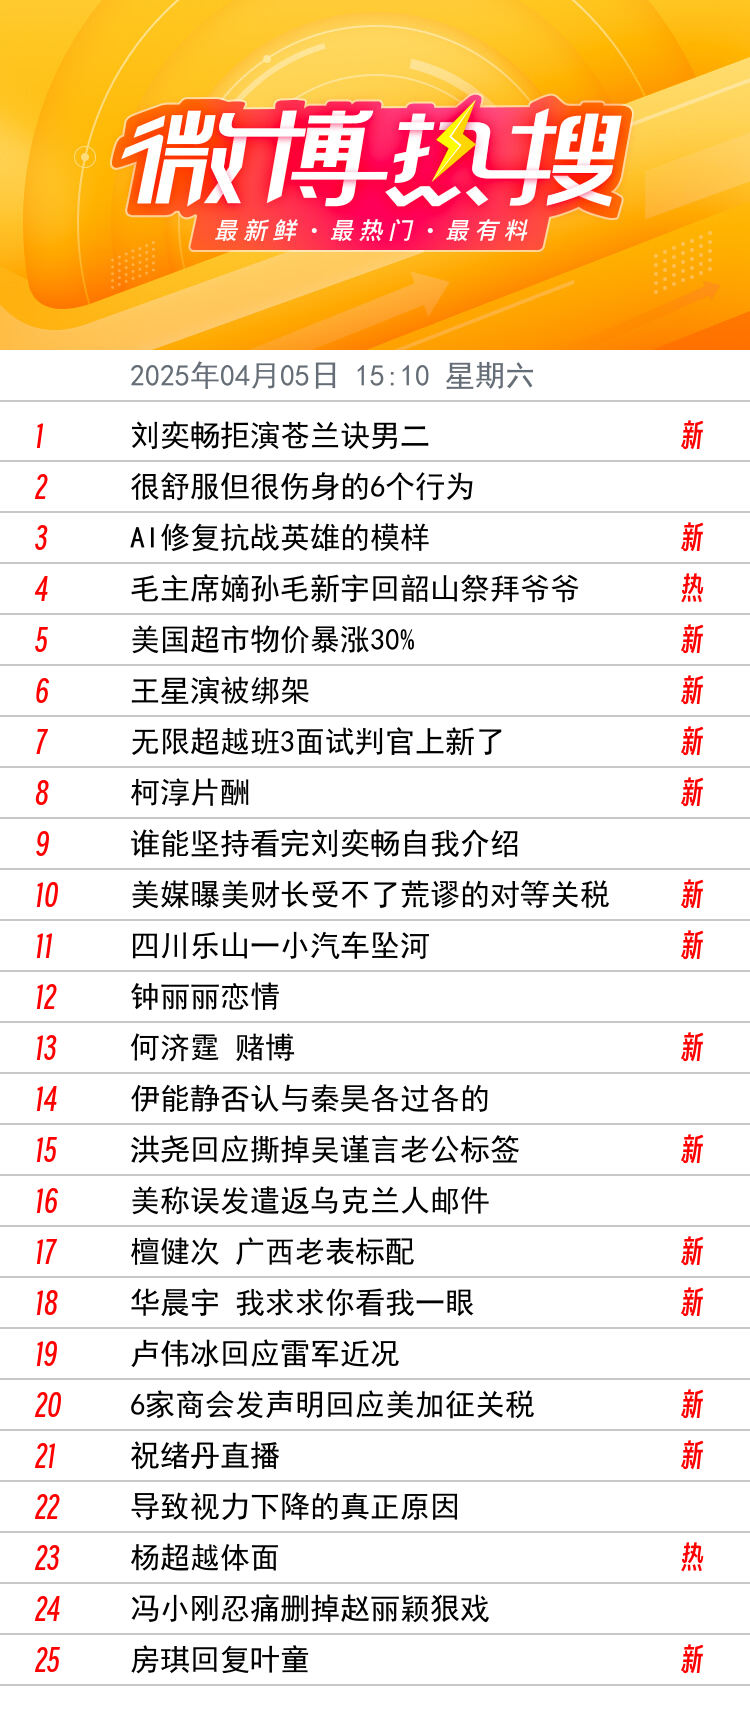 微博热搜
最新鲜·最热门·最有料
2025年04月05日 15:10 星期六
1 刘奕畅拒演苍兰诀男二 新
2 很舒服但很伤身的6个行为
3 AI修复抗战英雄的模样 新
4 毛主席嫡孙毛新宇回韶山祭拜爷爷 热
5 美国超市物价暴涨30% 新
6 王星演被绑架 新
7 无限超越班3面试判官上新了 新
8 柯淳片酬 新
9 谁能坚持看完刘奕畅自我介绍
10 美媒曝美财长受不了荒谬的对等关税 新
11 四川乐山一小汽车坠河 新
12 钟丽丽恋情
13 何济霆 赌博 新
14 伊能静否认与秦昊各过各的
15 洪尧回应撕掉吴谨言老公标签 新
16 美称误发遣返乌克兰人邮件
17 檀健次 广西老表标配 新
18 华晨宇 我求求你看我一眼 新
19 卢伟冰回应雷军近况
20 6家商会发声明回应美加征关税 新
21 祝绪丹直播 新
22 导致视力下降的真正原因
23 杨超越体面 热
24 冯小刚忍痛删掉赵丽颖狠戏
25 房琪回复叶童 新